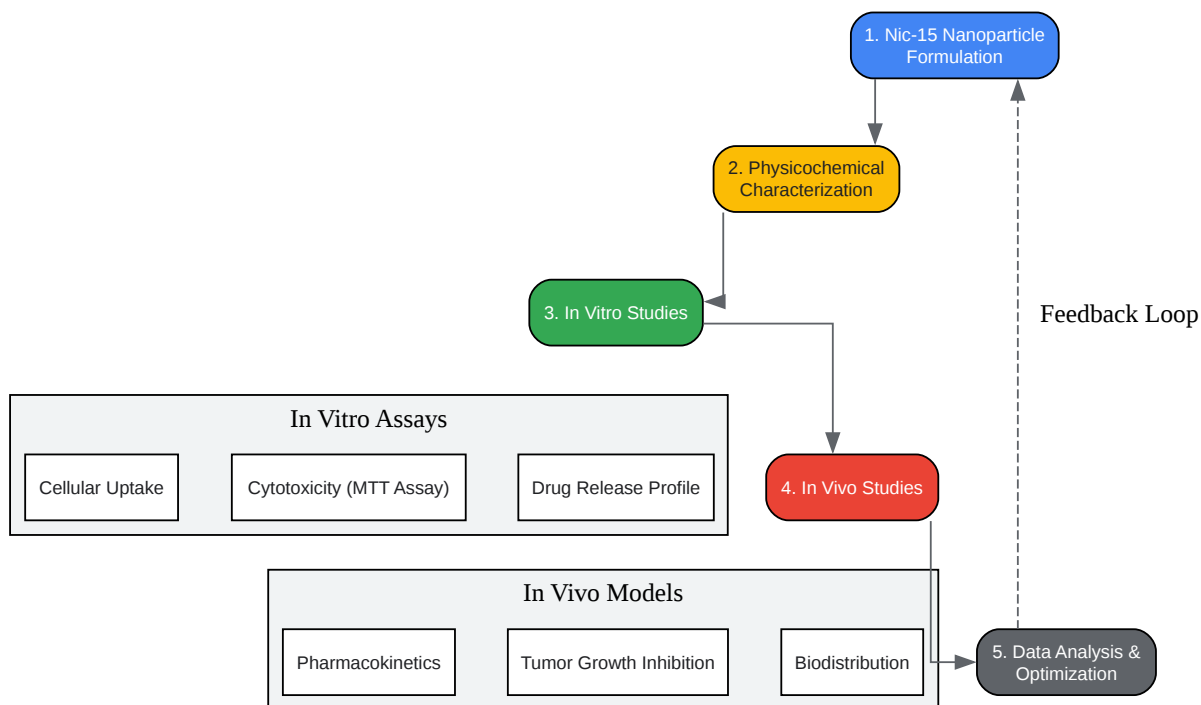 1. Nic-15 Nanoparticle
Formulation
2. Physicochemical
Characterization
3. In Vitro Studies
Feedback Loop
In Vitro Assays
Cellular Uptake
Cytotoxicity (MTT Assay)
Drug Release Profile
4. In Vivo Studies
In Vivo Models
Pharmacokinetics
Tumor Growth Inhibition
Biodistribution
5. Data Analysis &
Optimization